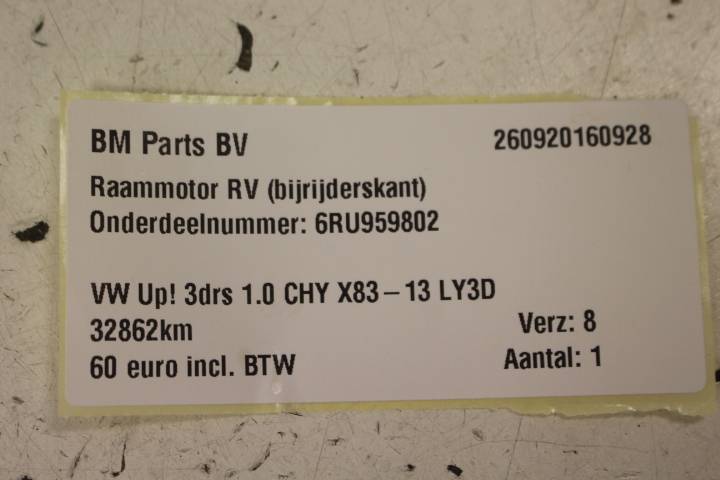 BM Parts BV 260920160928
Raammotor RV (bijrijderskant)
Onderdeelnummer: 6RU959802
VW Up! 3drs 1.0 CHY X83-13 LY3D
32862km Verz: 8
60 euro incl. BTW Aantal: 1